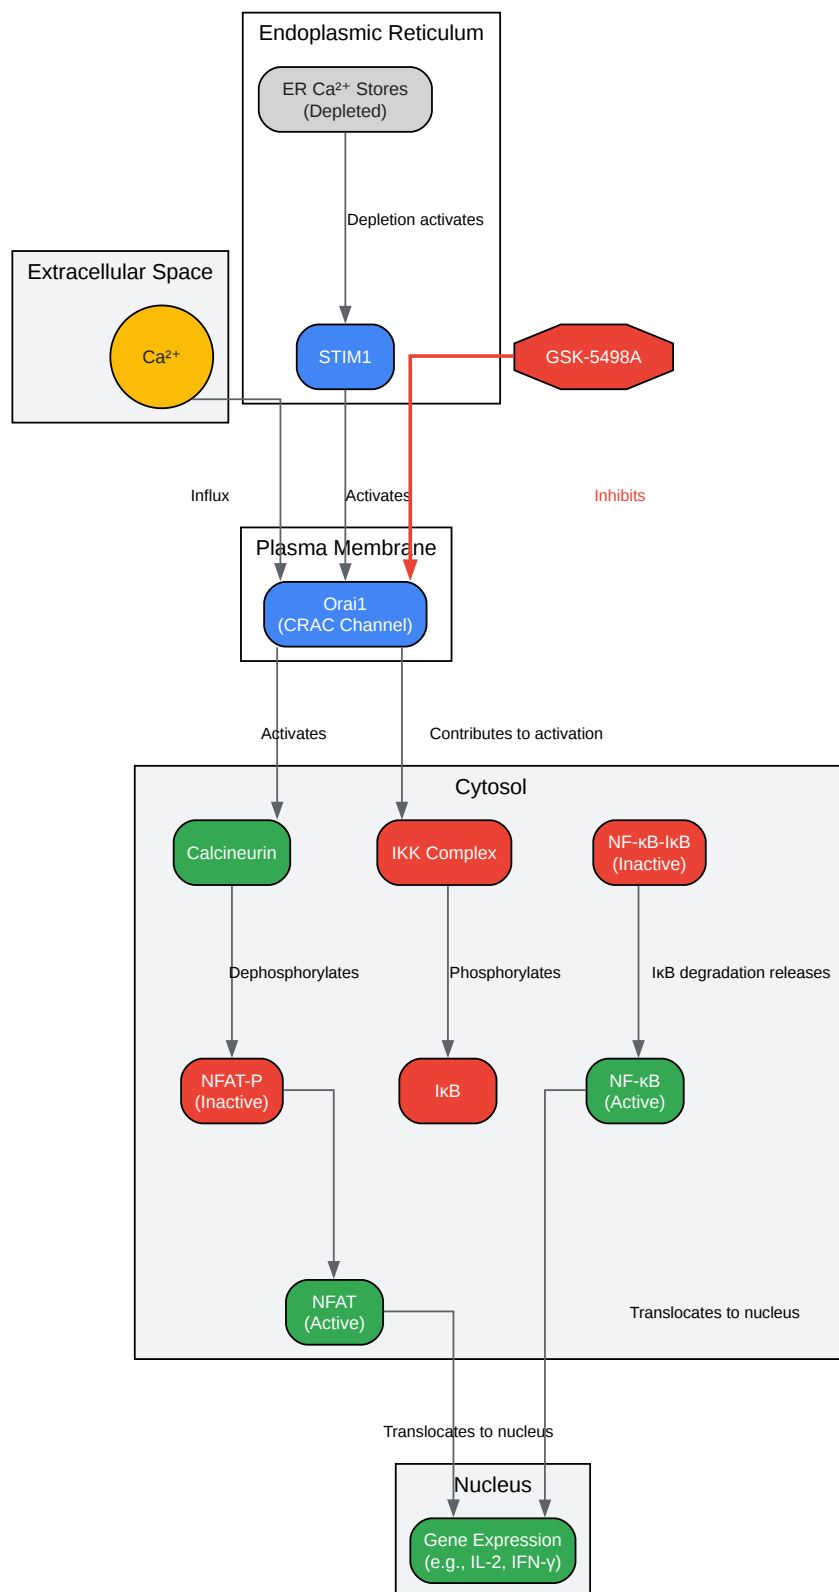 Endoplasmic Reticulum
ER Ca²⁺ Stores
(Depleted)
Depletion activates
Extracellular Space
Ca²⁺
STIM1
GSK-5498A
Influx
Activates
Inhibits
Plasma Membrane
Orai1
(CRAC Channel)
Activates
Contributes to activation
Cytosol
Calcineurin
IKK Complex
NF-κB-IκB
(Inactive)
Dephosphorylates
Phosphorylates
IκB degradation releases
NFAT-P
(Inactive)
IκB
NF-κB
(Active)
NFAT
(Active)
Translocates to nucleus
Translocates to nucleus
Nucleus
Gene Expression
(e.g., IL-2, IFN-γ)